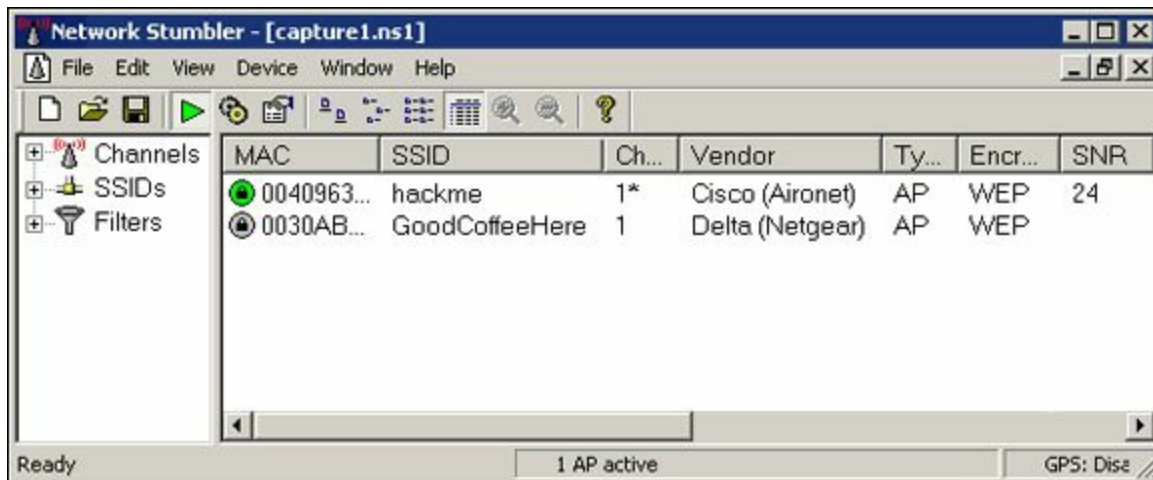 Network Stumbler - [capture1.ns1]
File Edit View Device Window Help
Channels
SSIDs
Filters
MAC SSID Ch... Vendor Ty... Encr... SNR
0040963... hackme 1* Cisco (Aironet) AP WEP 24
0030AB... GoodCoffeeHere 1 Delta (Netgear) AP WEP
Ready 1 AP active GPS: Disa